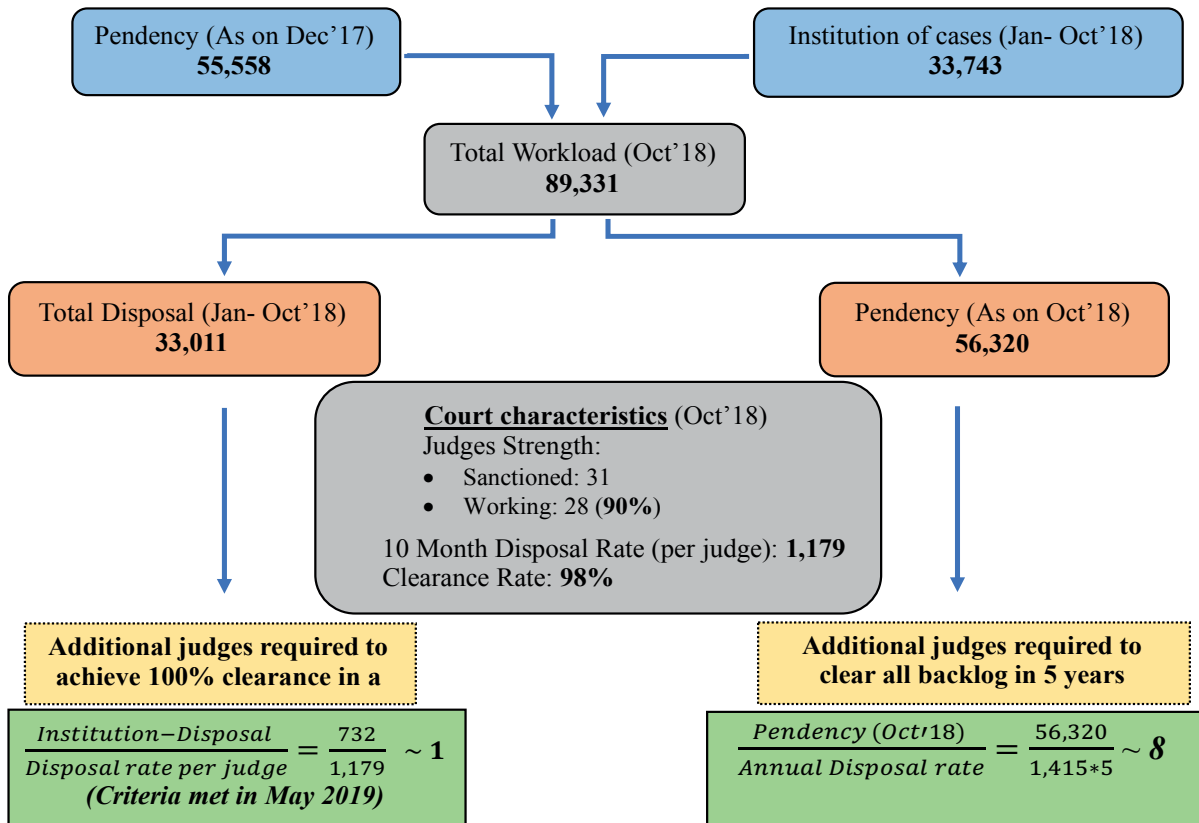 Pendency (As on Dec’17)
55,558
Institution of cases (Jan- Oct’18)
33,743
Total Workload (Oct’18)
89,331
Total Disposal (Jan- Oct’18)
33,011
Pendency (As on Oct’18)
56,320
Court characteristics (Oct’18)
Judges Strength:
• Sanctioned: 31
• Working: 28 (90%)
10 Month Disposal Rate (per judge): 1,179
Clearance Rate: 98%
Additional judges required to
achieve 100% clearance in a
Institution−Disposal / Disposal rate per judge = 732 / 1,179 ~ 1
(Criteria met in May 2019)
Additional judges required to
clear all backlog in 5 years
Pendency (Oct′18) / Annual Disposal rate = 56,320 / 1,415*5 ~ 8